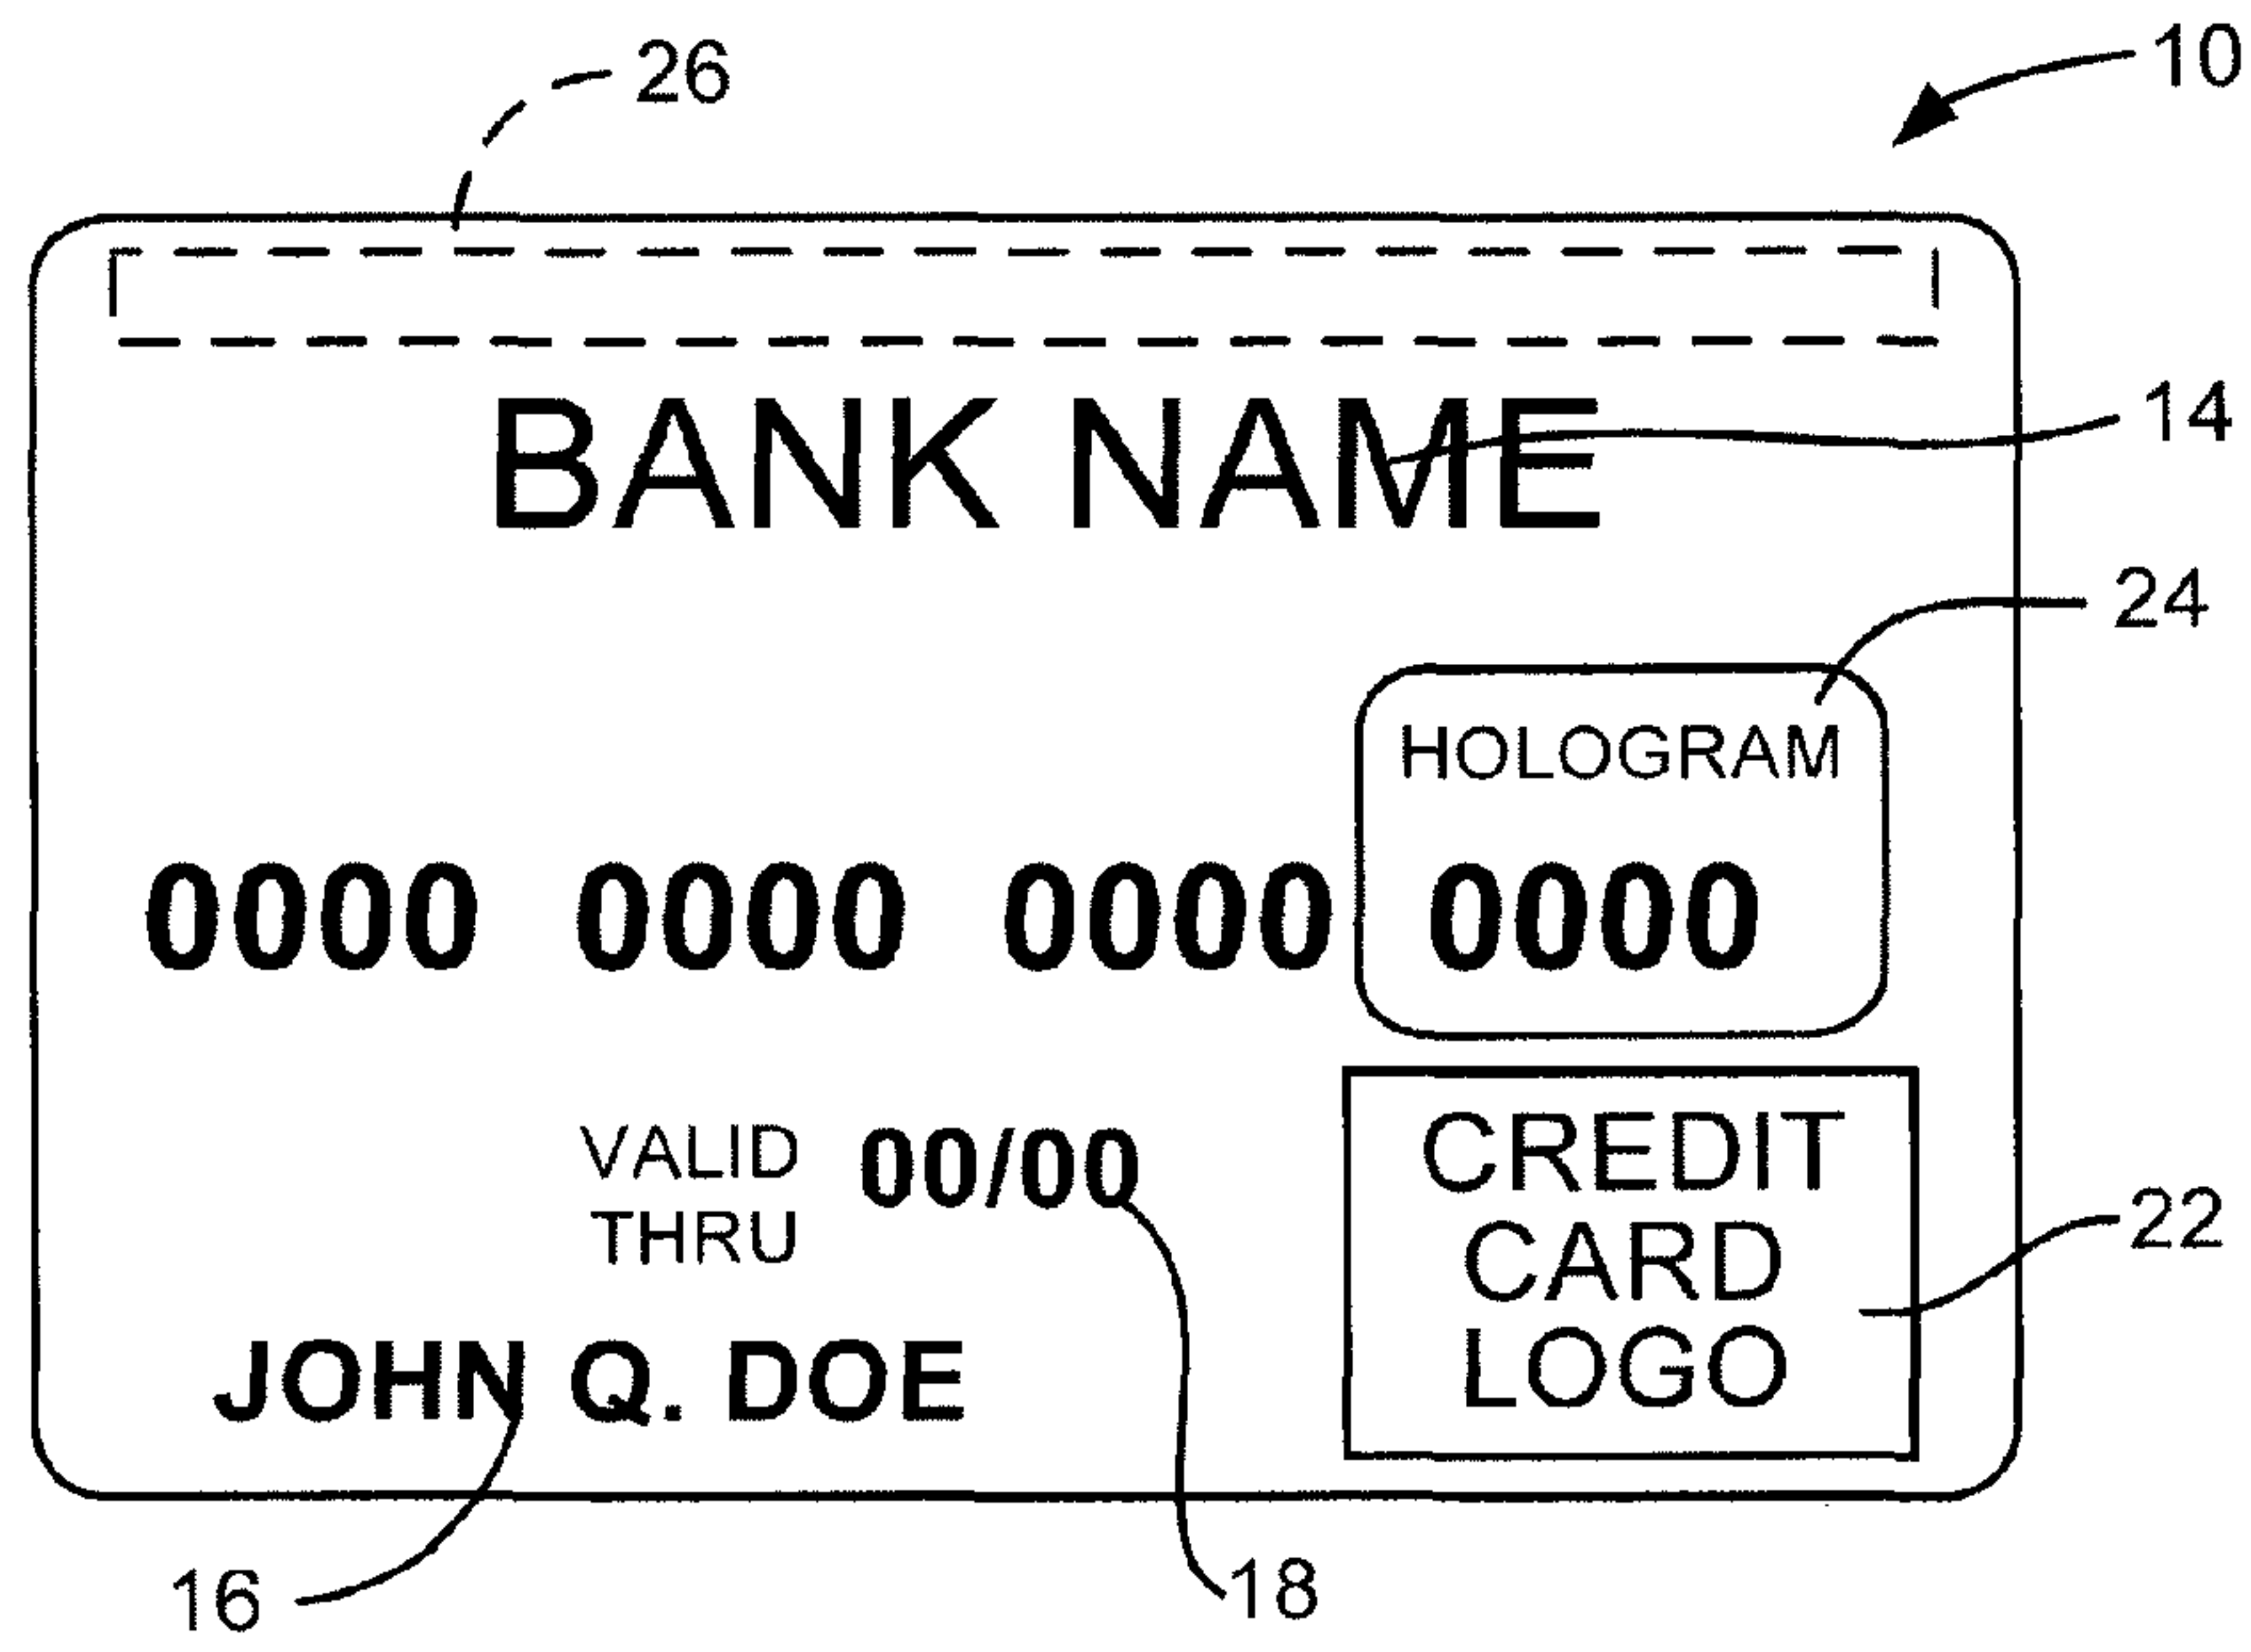 26
10
BANK NAME
14
24
HOLOGRAM
0000 0000 0000 0000
VALID THRU 00/00
CREDIT
CARD
LOGO
22
JOHN Q. DOE
16
18